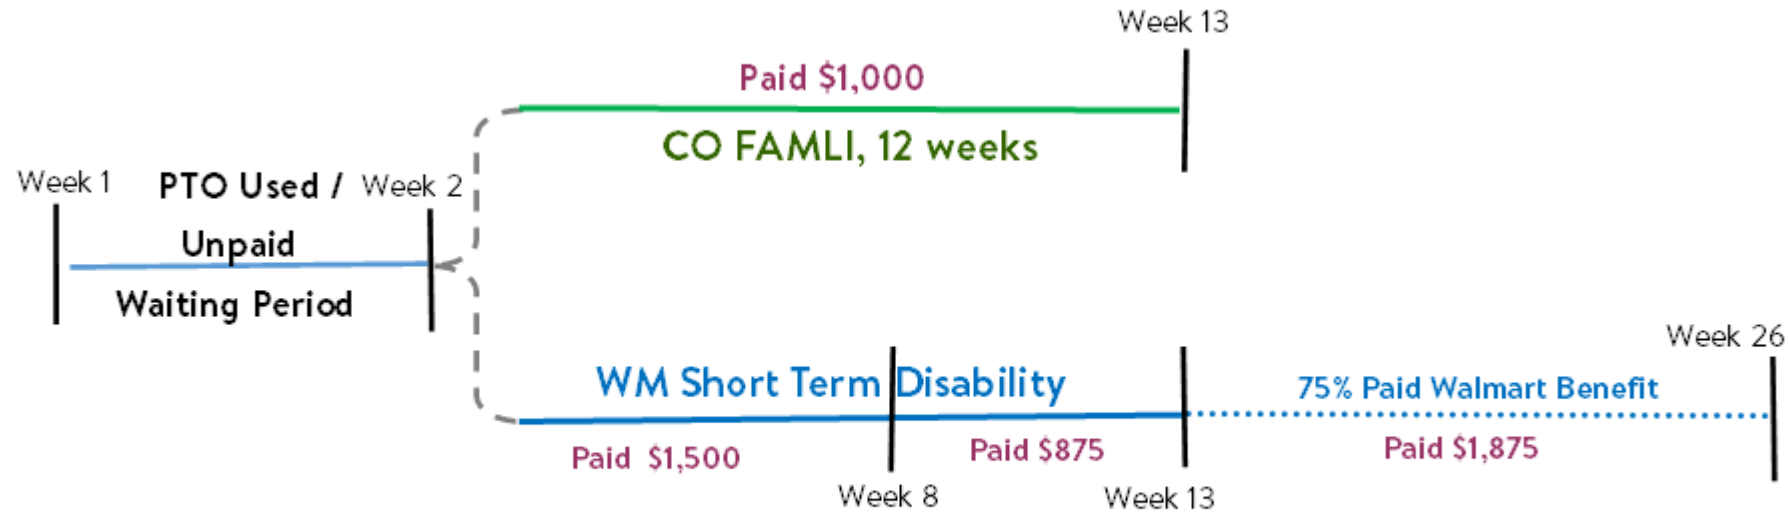 Week 13
Paid $1,000
CO FAMLI, 12 weeks
Week 1
PTO Used /
Week 2
Unpaid
Waiting Period
Week 26
WM Short Term Disability
75% Paid Walmart Benefit
Paid $1,500
Paid $875
Paid $1,875
Week 8
Week 13